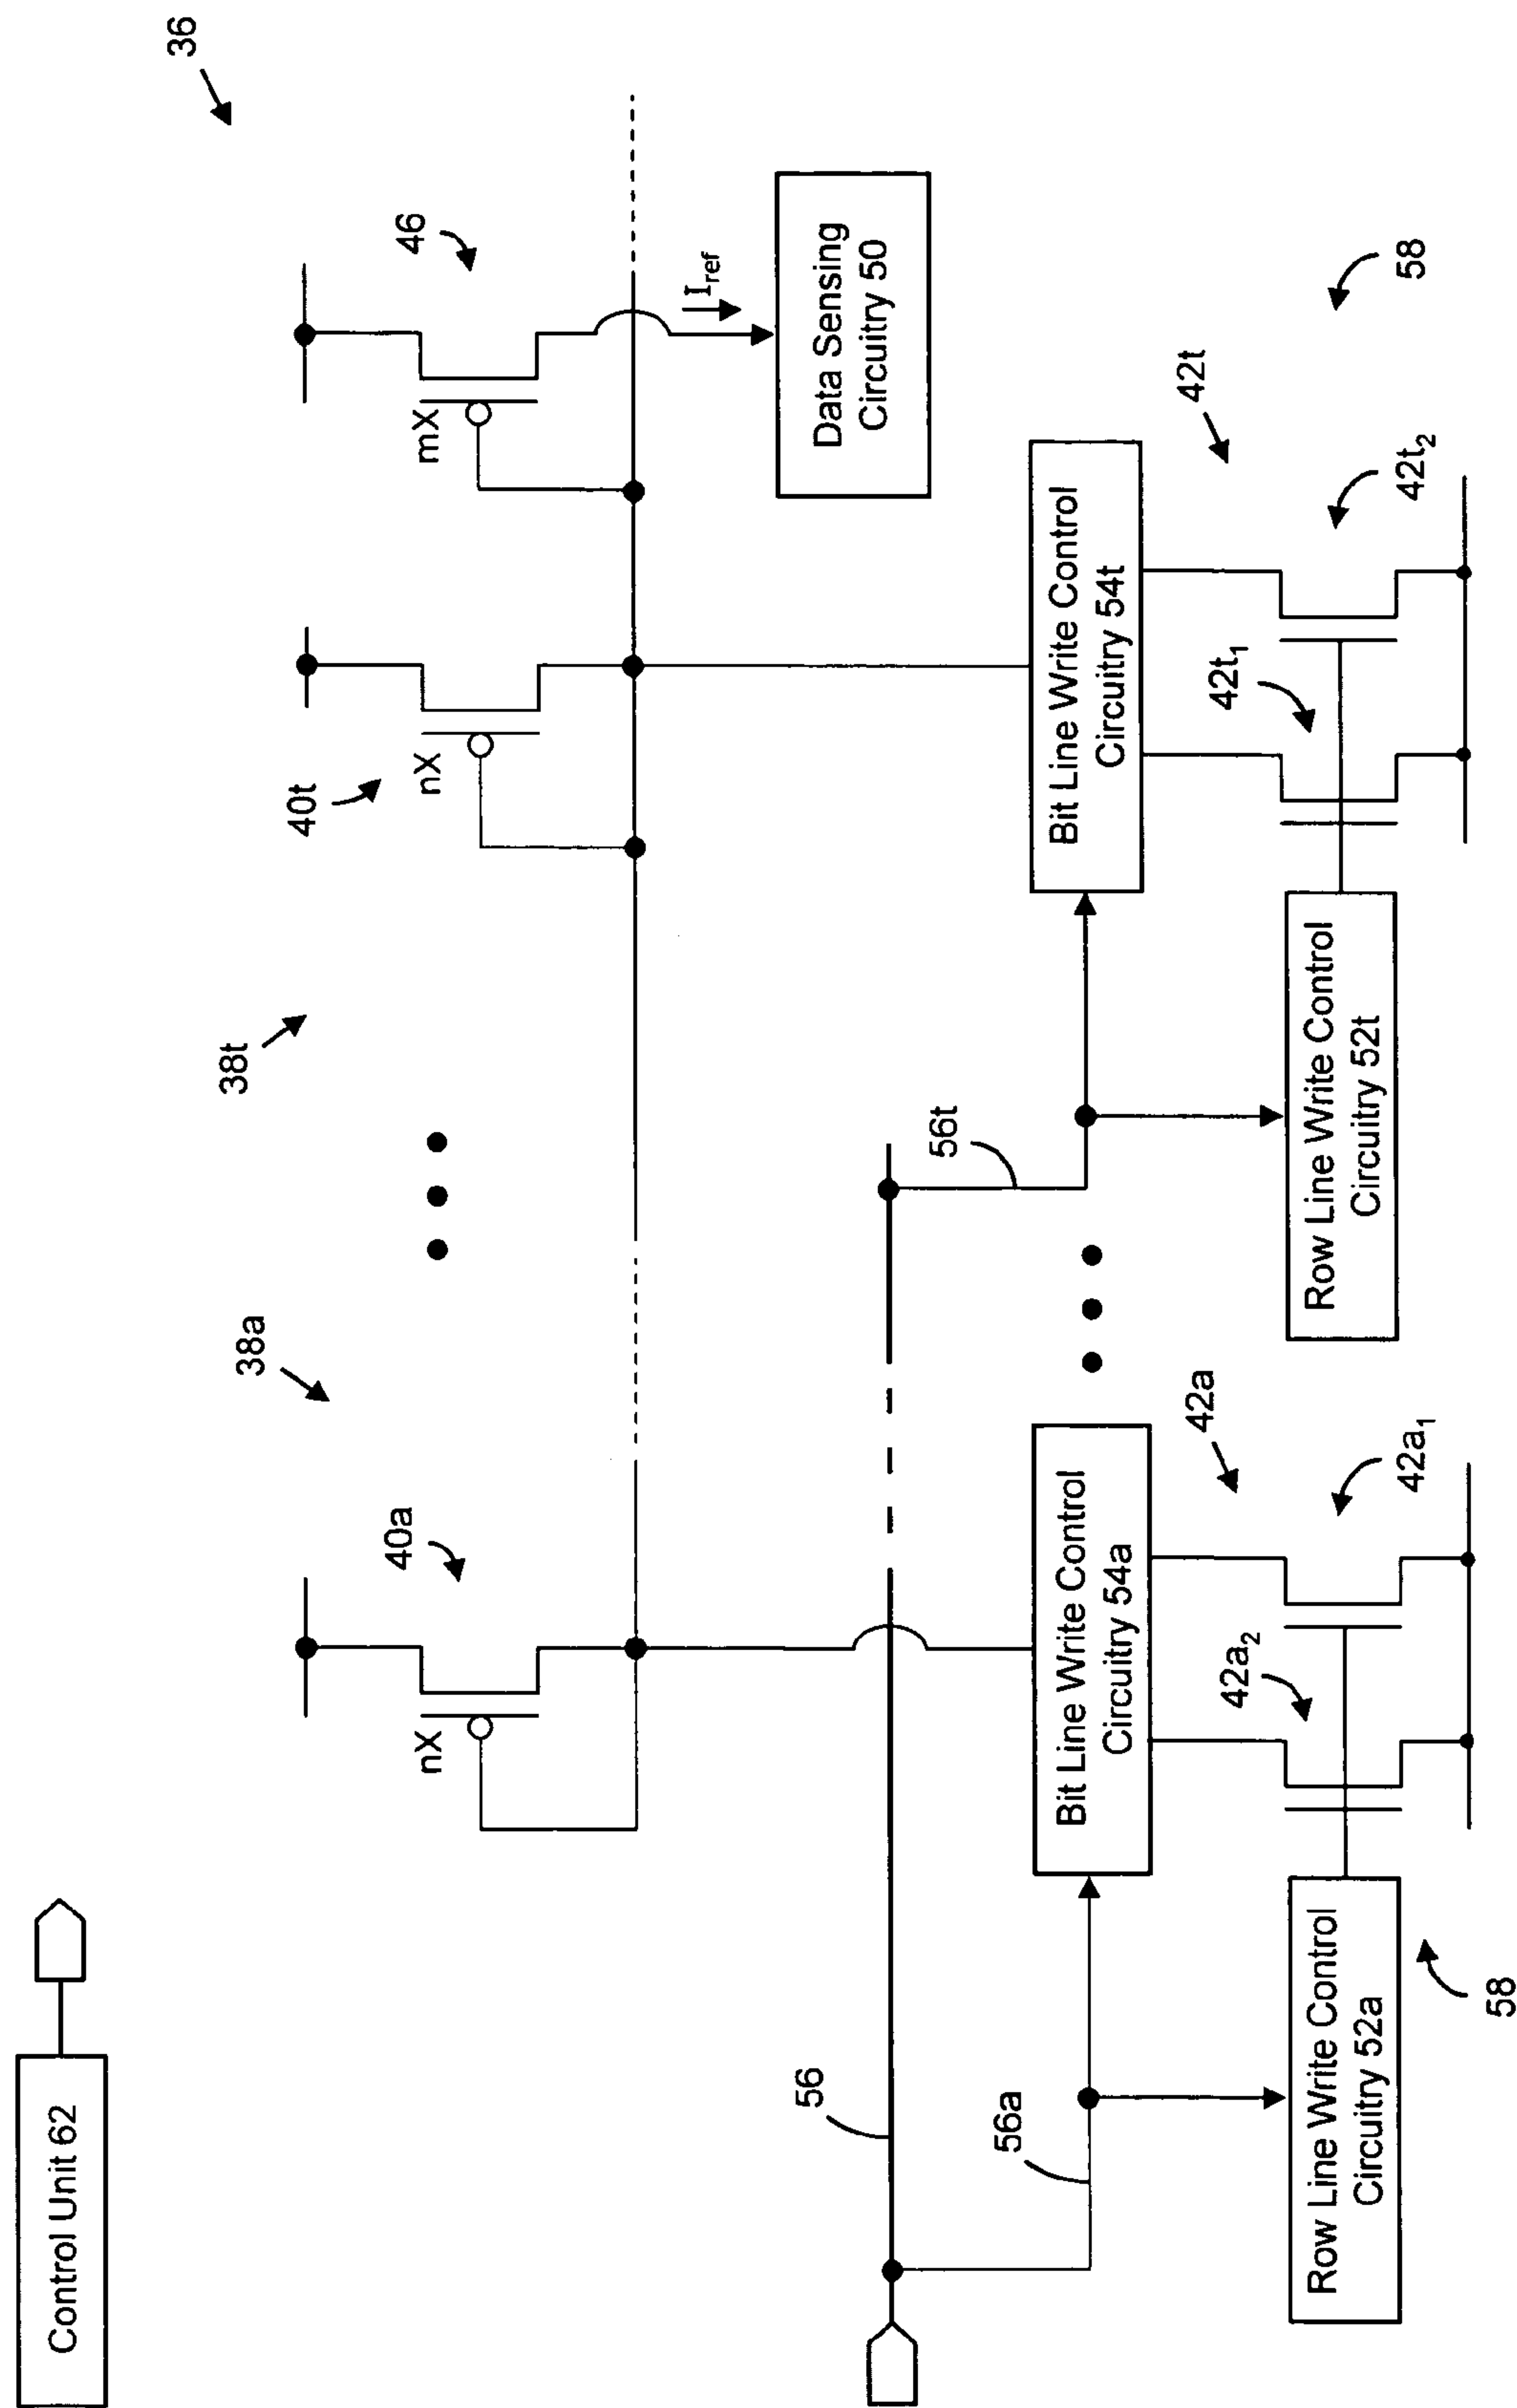 36
Control Unit 62
38a
38t
40a
nX
40t
nX
46
mX
I_ref
Data Sensing
Circuitry 50
56
56a
56t
Bit Line Write Control
Circuitry 54a
Bit Line Write Control
Circuitry 54t
42a
42t
42a₂
42a₁
42t₁
42t₂
58
Row Line Write Control
Circuitry 52a
Row Line Write Control
Circuitry 52t
58